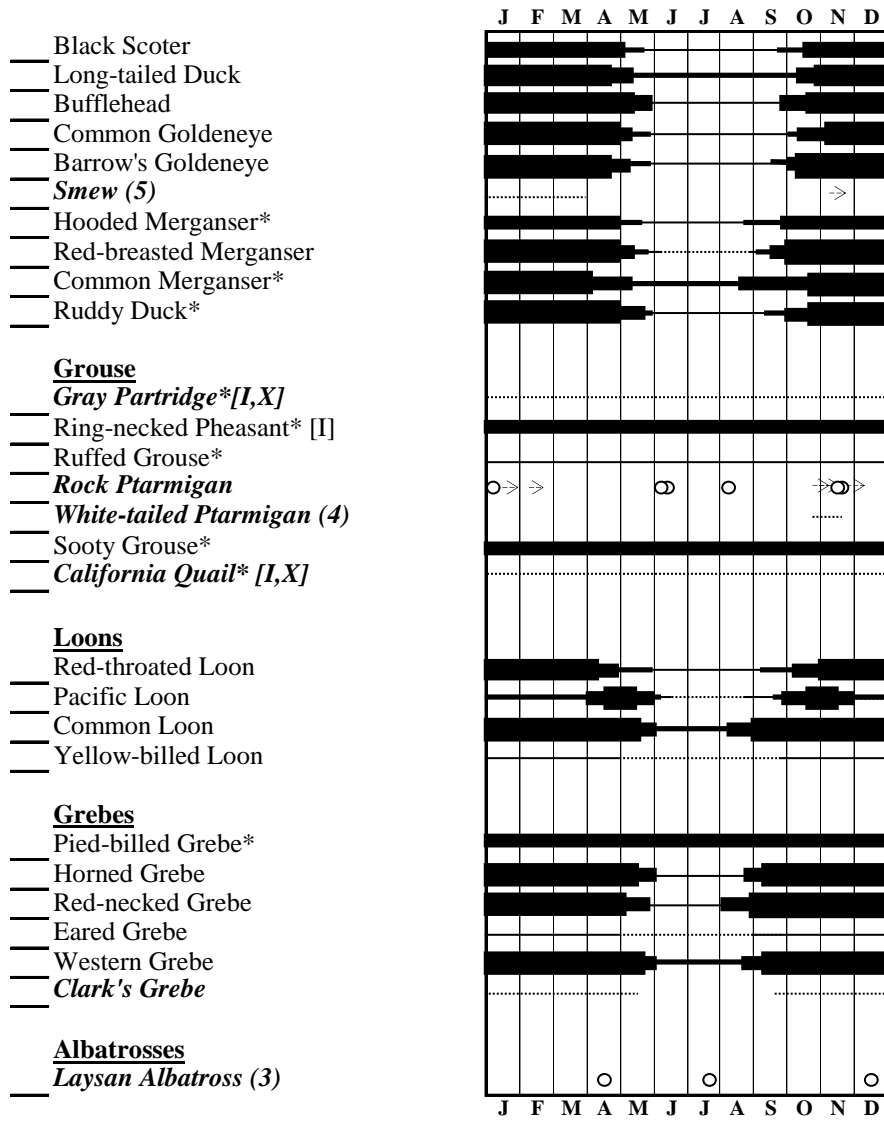 J F M A M J J A S O N D
Black Scoter
Long-tailed Duck
Bufflehead
Common Goldeneye
Barrow's Goldeneye
Smew (5)
Hooded Merganser*
Red-breasted Merganser
Common Merganser*
Ruddy Duck*
Grouse
Gray Partridge*[I,X]
Ring-necked Pheasant* [I]
Ruffed Grouse*
Rock Ptarmigan
White-tailed Ptarmigan (4)
Sooty Grouse*
California Quail* [I,X]
Loons
Red-throated Loon
Pacific Loon
Common Loon
Yellow-billed Loon
Grebes
Pied-billed Grebe*
Horned Grebe
Red-necked Grebe
Eared Grebe
Western Grebe
Clark's Grebe
Albatrosses
Laysan Albatross (3)
J F M A M J J A S O N D